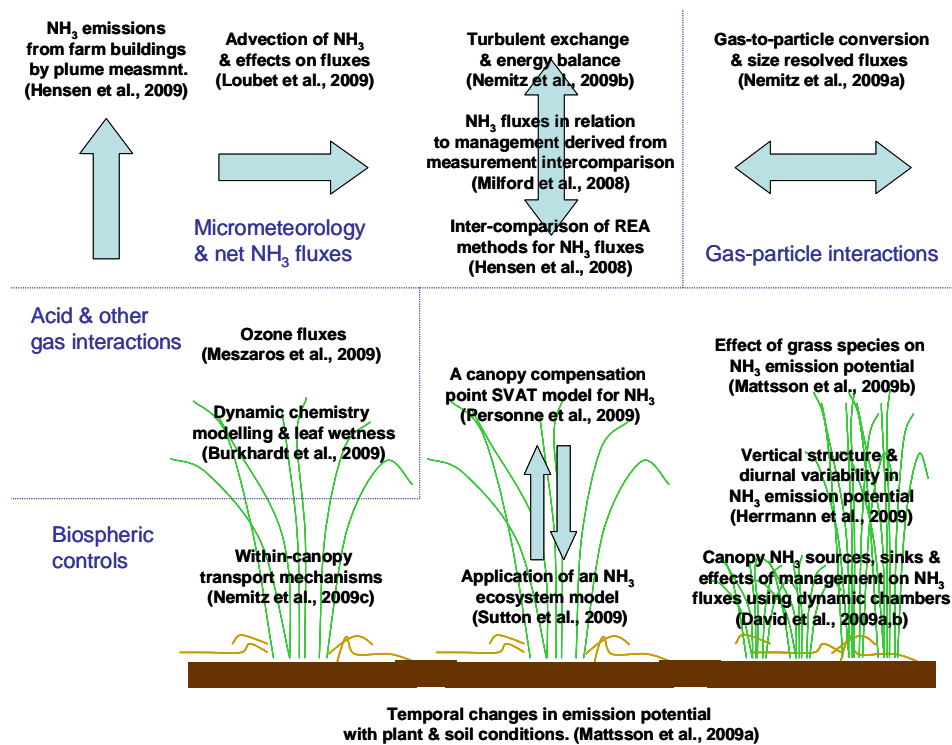 NH3 emissions
from farm buildings
by plume measmnt.
(Hensen et al., 2009)
Advection of NH3
& effects on fluxes
(Loubet et al., 2009)
Turbulent exchange
& energy balance
(Nemitz et al., 2009b)
NH3 fluxes in relation
to management derived from
measurement intercomparison
(Milford et al., 2008)
Inter-comparison of REA
methods for NH3 fluxes
(Hensen et al., 2008)
Gas-to-particle conversion
& size resolved fluxes
(Nemitz et al., 2009a)
Micrometeorology
& net NH3 fluxes
Gas-particle interactions
Acid & other
gas interactions
Ozone fluxes
(Meszaros et al., 2009)
Dynamic chemistry
modelling & leaf wetness
(Burkhardt et al., 2009)
A canopy compensation
point SVAT model for NH3
(Personne et al., 2009)
Effect of grass species on
NH3 emission potential
(Mattsson et al., 2009b)
Vertical structure &
diurnal variability in
NH3 emission potential
(Herrmann et al., 2009)
Biospheric
controls
Within-canopy
transport mechanisms
(Nemitz et al., 2009c)
Application of an NH3
ecosystem model
(Sutton et al., 2009)
Canopy NH3 sources, sinks &
effects of management on NH3
fluxes using dynamic chambers
(David et al., 2009a,b)
Temporal changes in emission potential
with plant & soil conditions. (Mattsson et al., 2009a)